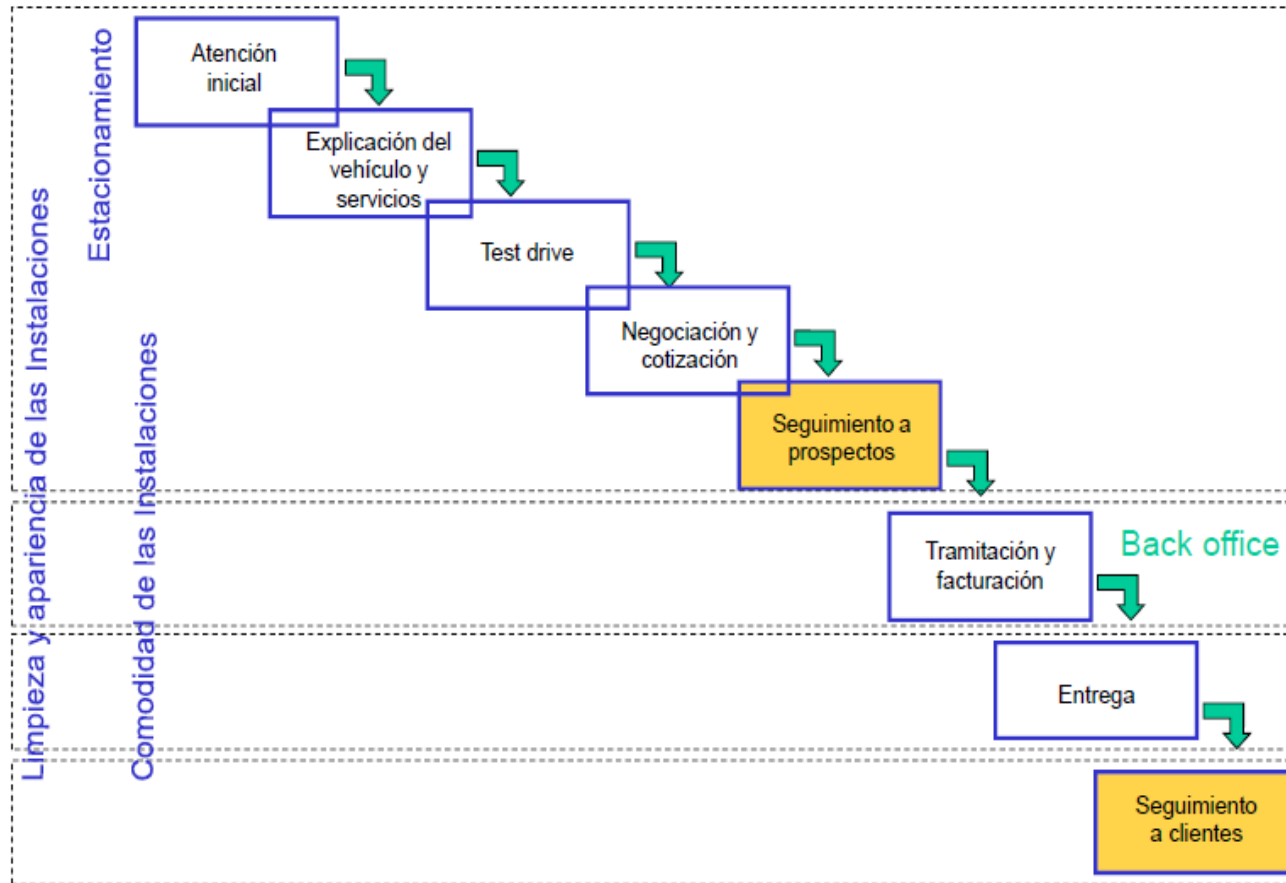 Limpieza y apariencia de las Instalaciones
Estacionamiento
Comodidad de las Instalaciones
Atención
inicial
Explicación del
vehículo y
servicios
Test drive
Negociación y
cotización
Seguimiento a
prospectos
Tramitación y
facturación
Back office
Entrega
Seguimiento
a clientes